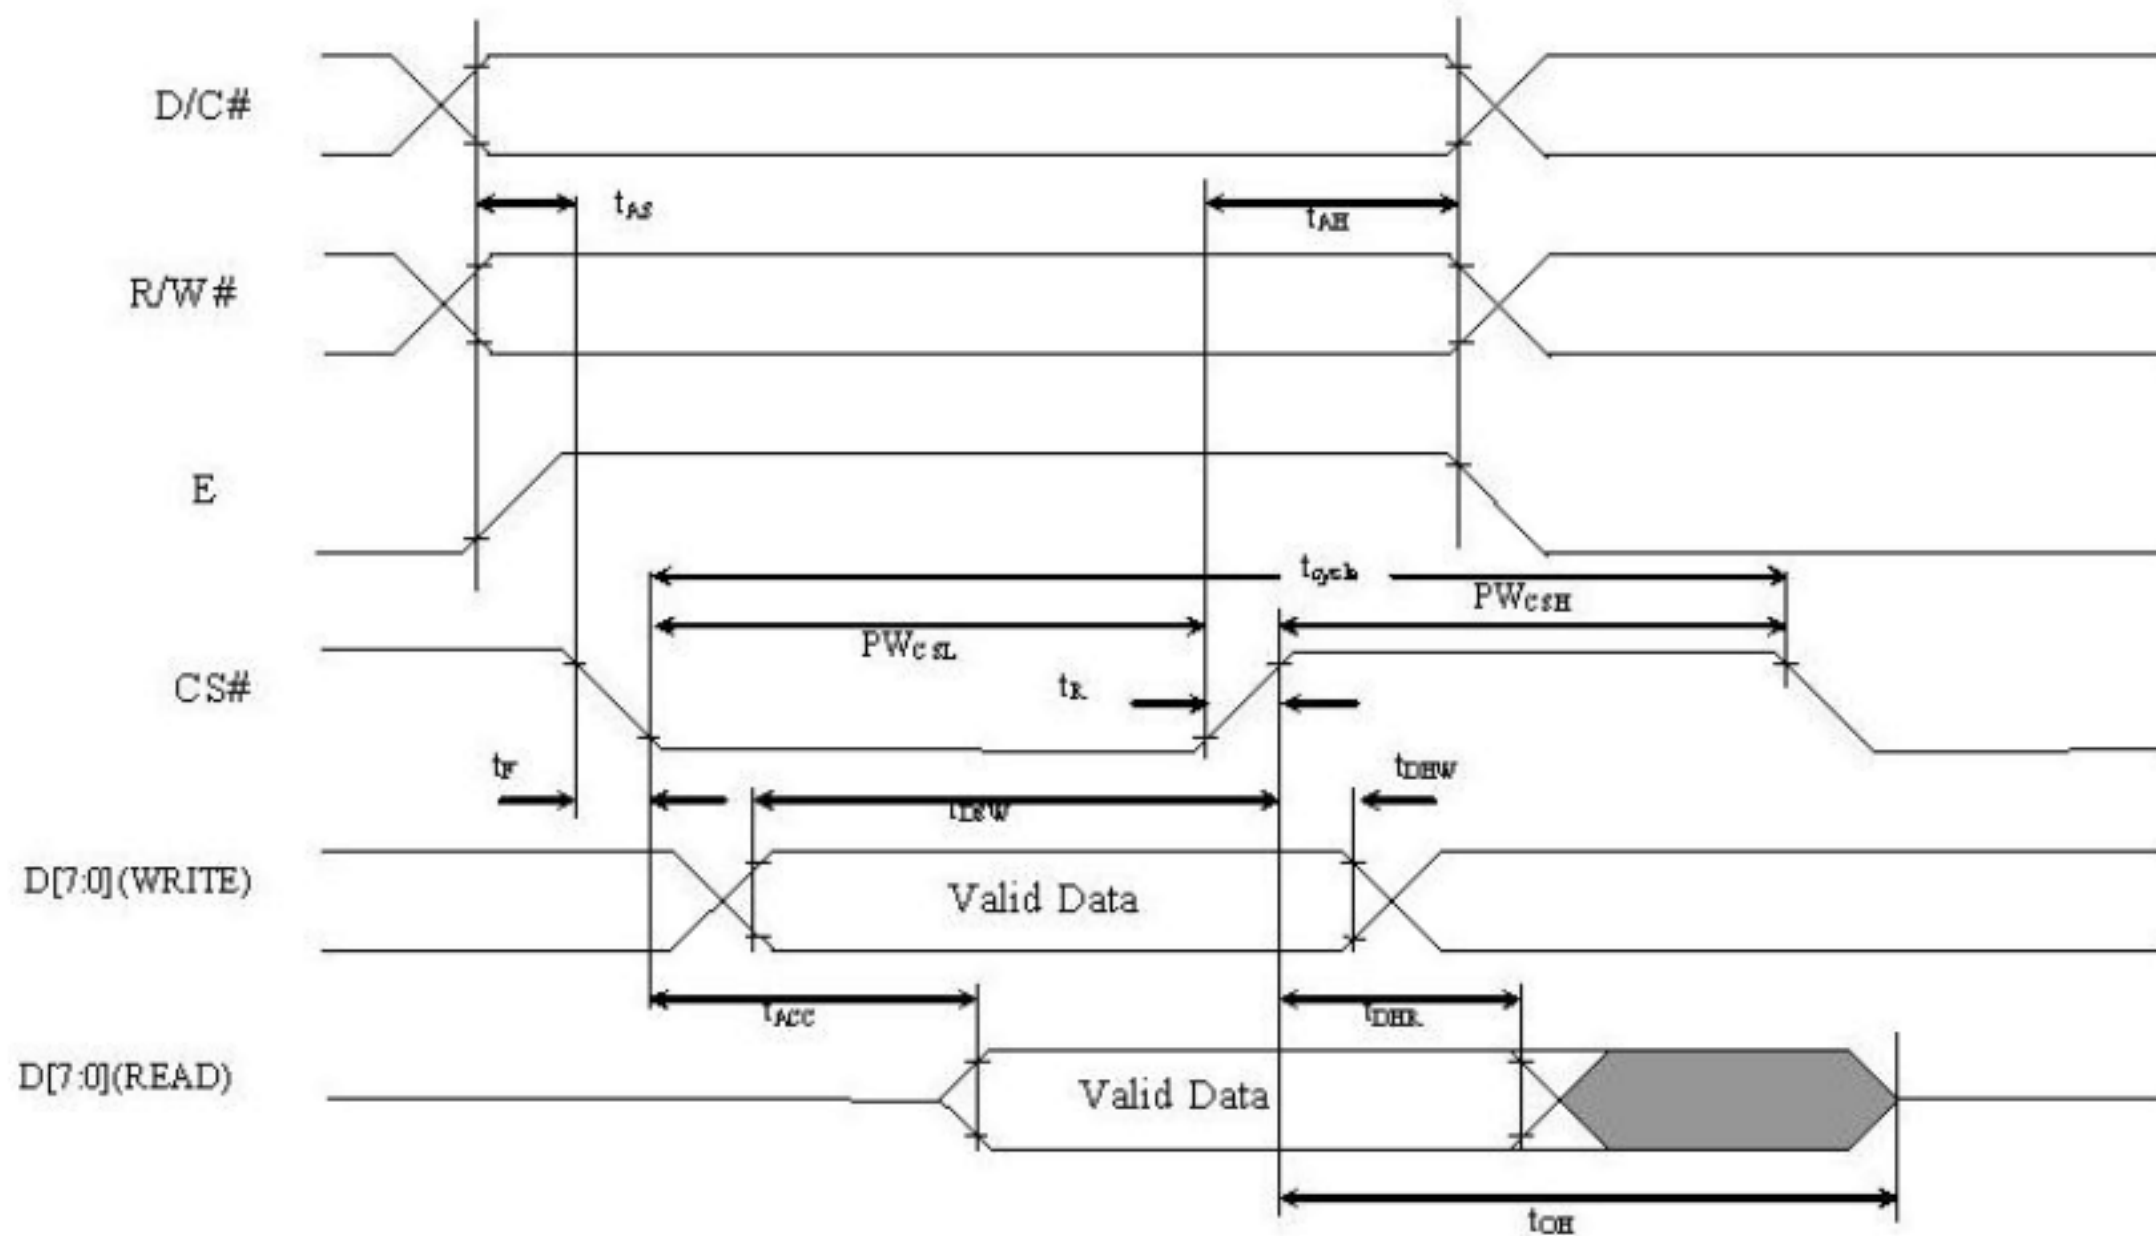 D/C#
tAS
tAH
R/W#
E
tcycle
PWCSH
PWCSL
CS#
tR
tF
tDHW
tDSW
D[7:0](WRITE)
Valid Data
tACC
tDHR
D[7:0](READ)
Valid Data
tOH